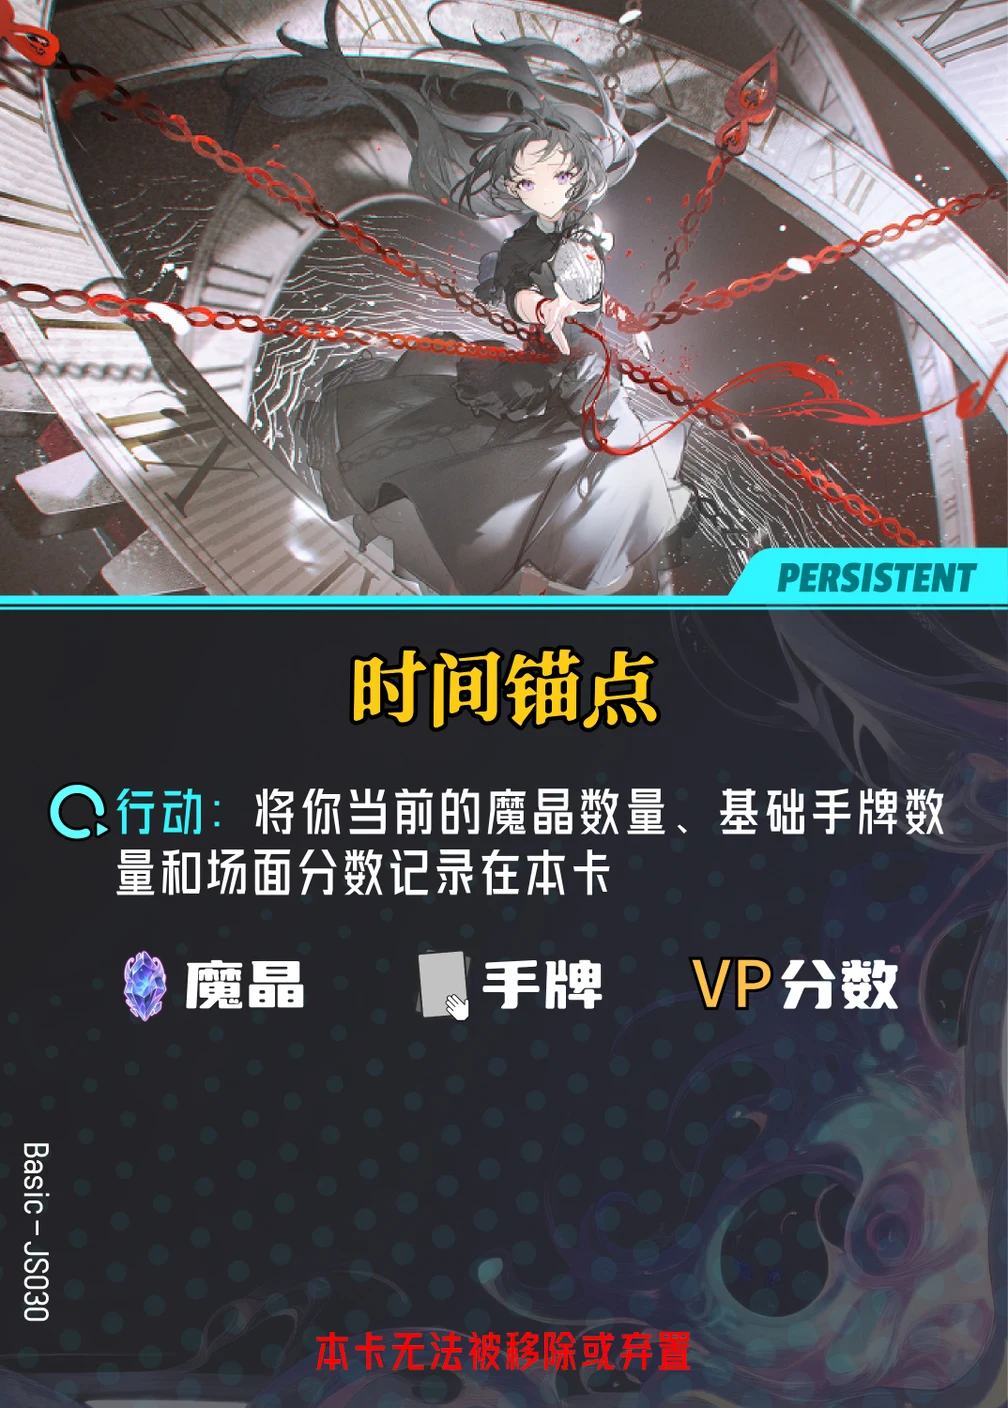 PERSISTENT
时间锚点
行动：将你当前的魔晶数量、基础手牌数
量和场面分数记录在本卡
魔晶 手牌 VP分数
Basic – JS030
本卡无法被移除或弃置